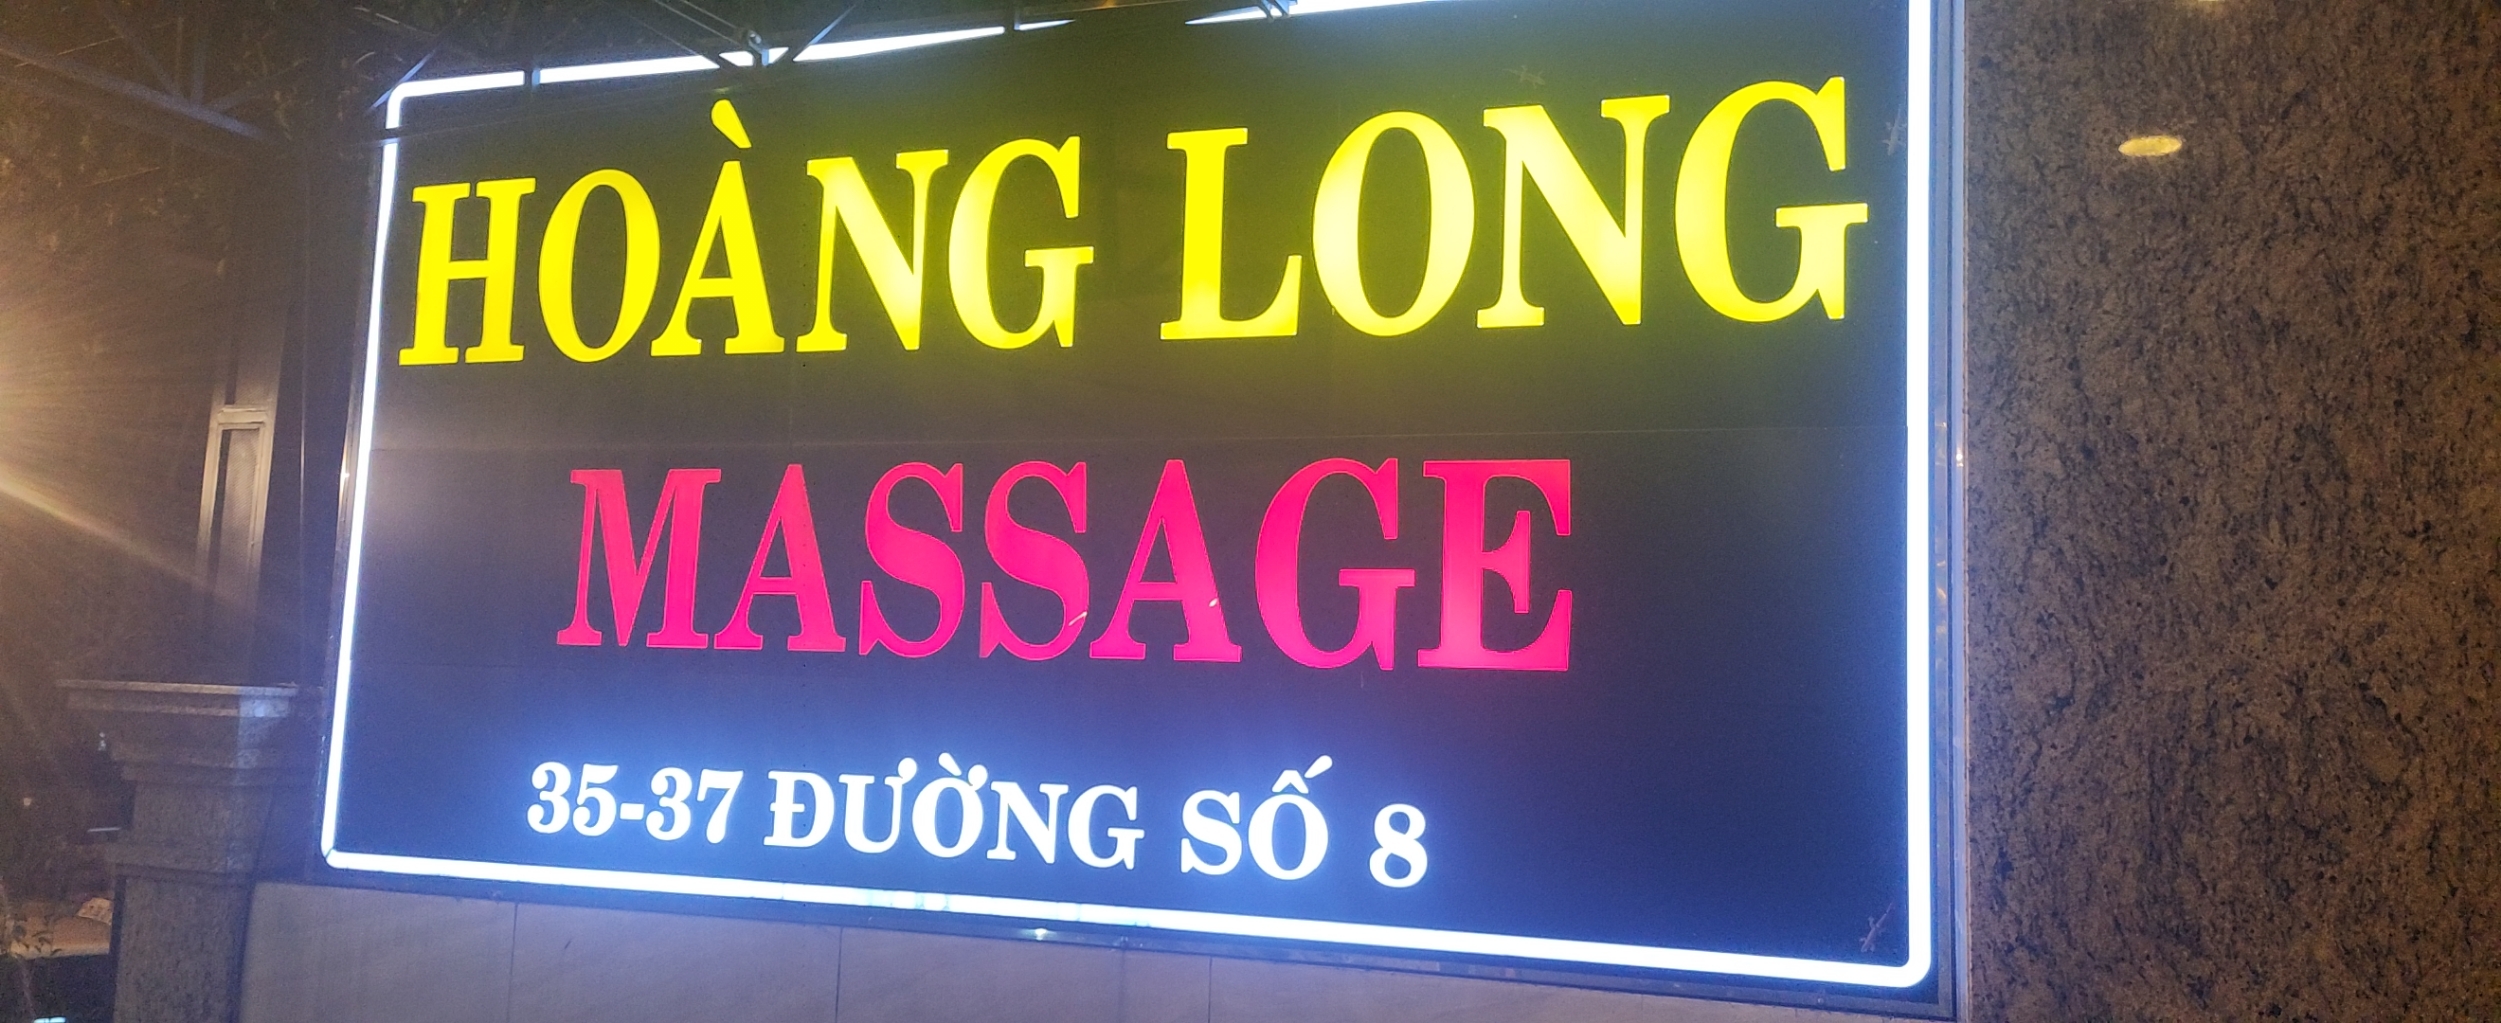 HOÀNG LONG
MASSAGE
35-37 ĐƯỜNG SỐ 8